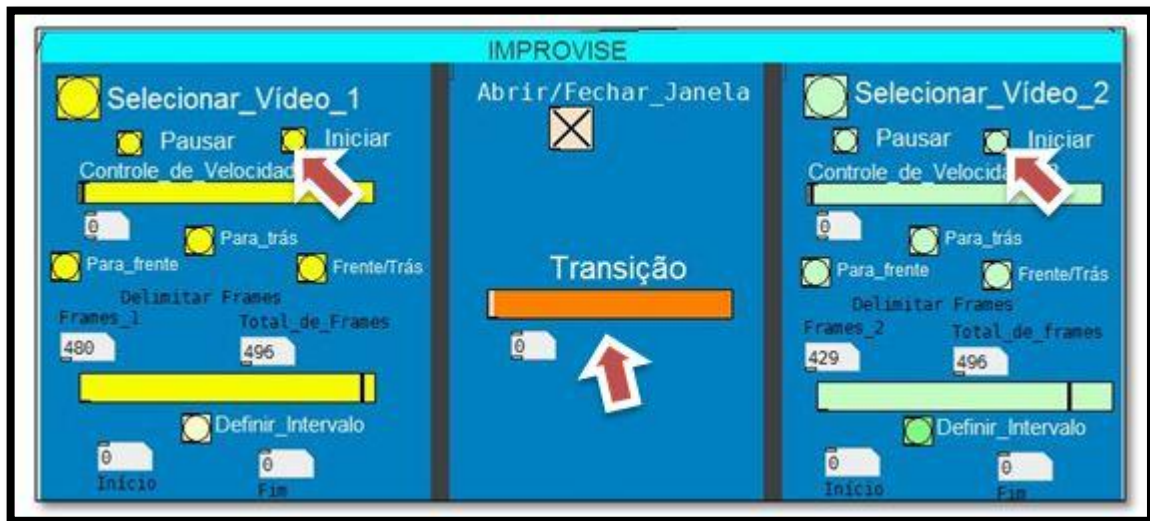 IMPROVISE
Selecionar_Vídeo_1
Pausar
Iniciar
Controle_de_Velocidad
0
Para_trás
Para_frente
Frente/Trás
Delimitar Frames
Frames_1
Total_de_Frames
480
496
Definir_Intervalo
0
0
Início
Fim
Abrir/Fechar_Janela
Transição
0
Selecionar_Vídeo_2
Pausar
Iniciar
Controle_de_Velocida
0
Para_trás
Para_frente
Frente/Trás
Delimitar Frames
Frames_2
Total_de_frames
429
496
Definir_Intervalo
0
0
Início
Fim